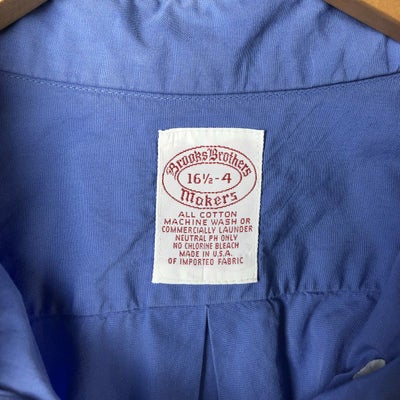 Brooks Brothers
16½-4
Makers
ALL COTTON
MACHINE WASH OR
COMMERCIALLY LAUNDER
NEUTRAL PH ONLY
NO CHLORINE BLEACH
MADE IN U.S.A.
OF IMPORTED FABRIC